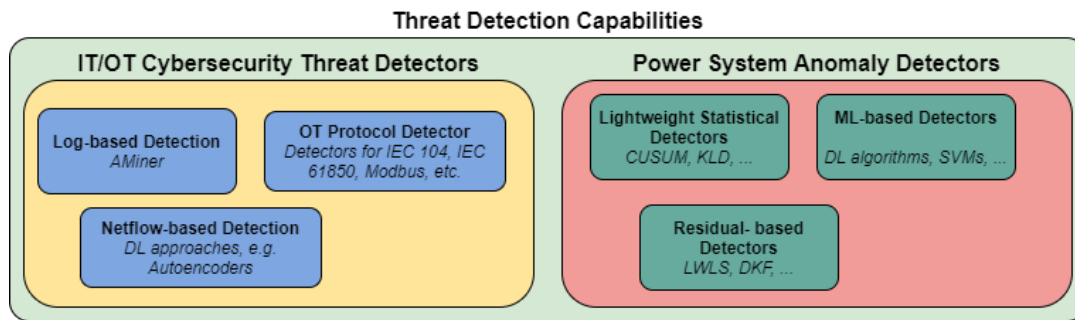 Threat Detection Capabilities
IT/OT Cybersecurity Threat Detectors
Log-based Detection
AMiner
OT Protocol Detector
Detectors for IEC 104, IEC
61850, Modbus, etc.
Netflow-based Detection
DL approaches, e.g.
Autoencoders
Power System Anomaly Detectors
Lightweight Statistical
Detectors
CUSUM, KLD, ...
ML-based Detectors
DL algorithms, SVMs, ...
Residual- based
Detectors
LWLS, DKF, ...